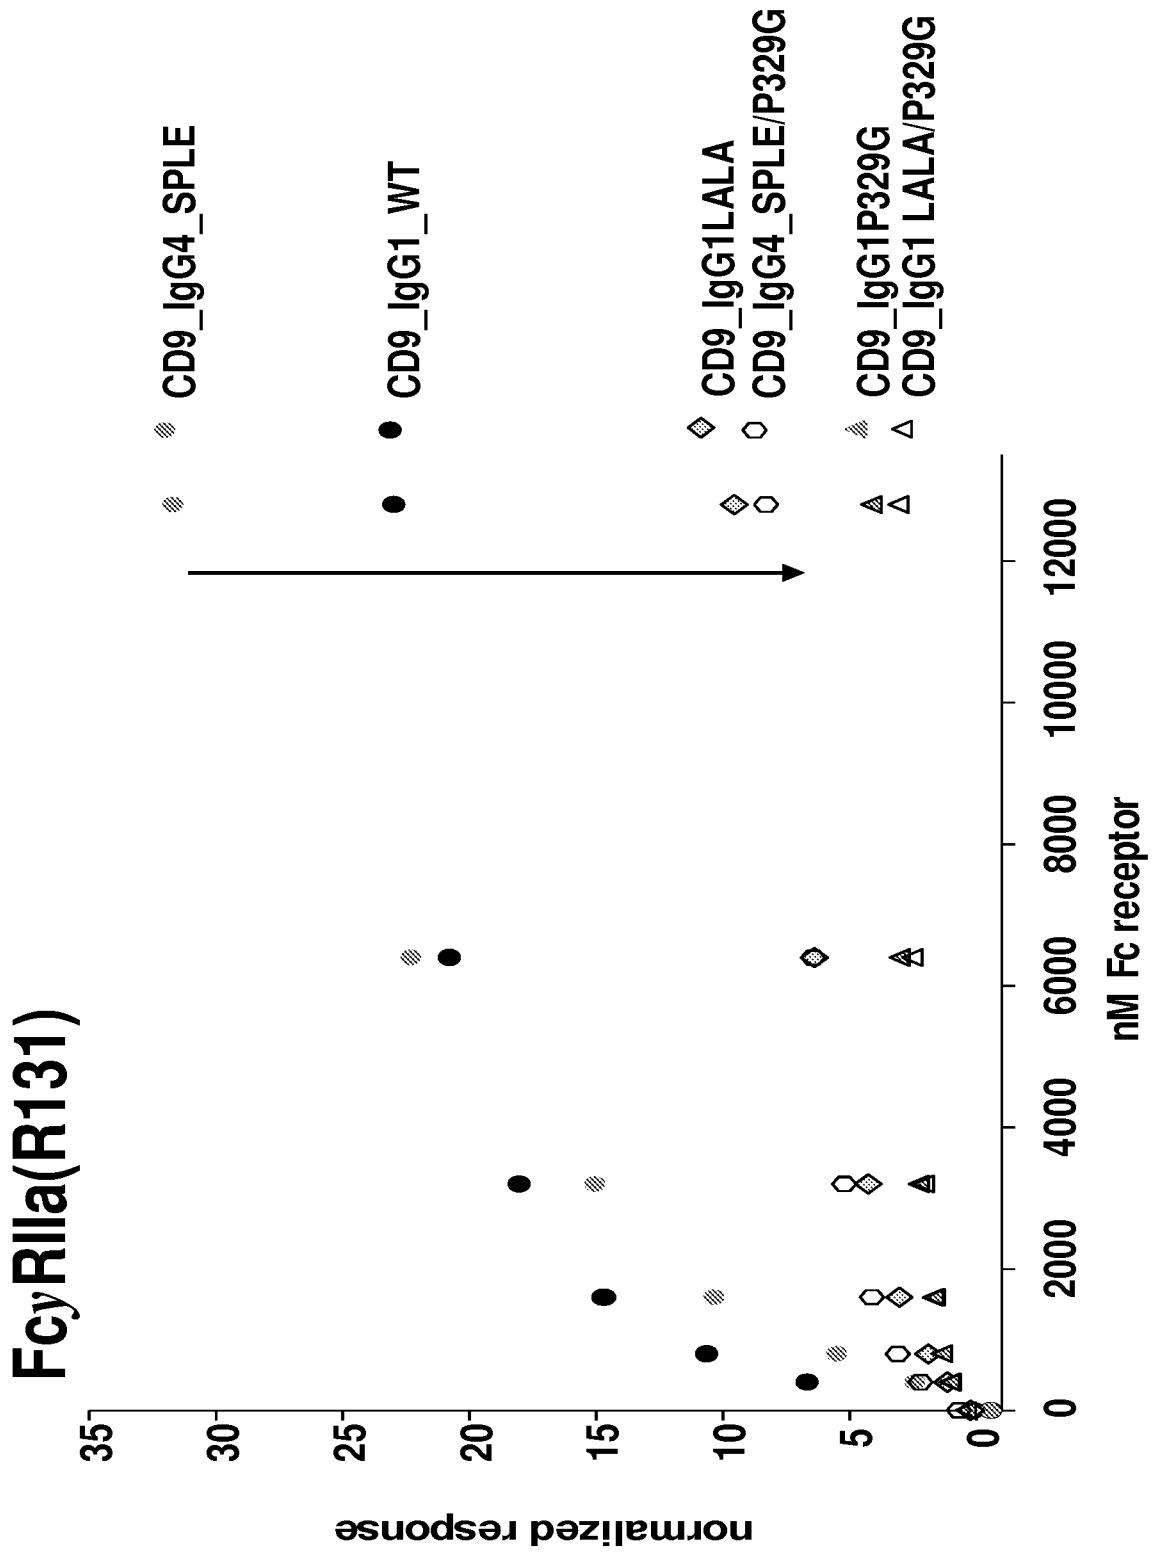 FcγRIIa(R131)
normalized response
35
30
25
20
15
10
5
0
0
2000
4000
6000
8000
10000
12000
nM Fc receptor
CD9_IgG4_SPLE
CD9_IgG1_WT
CD9_IgG1LALA
CD9_IgG4_SPLE/P329G
CD9_IgG1P329G
CD9_IgG1 LALA/P329G